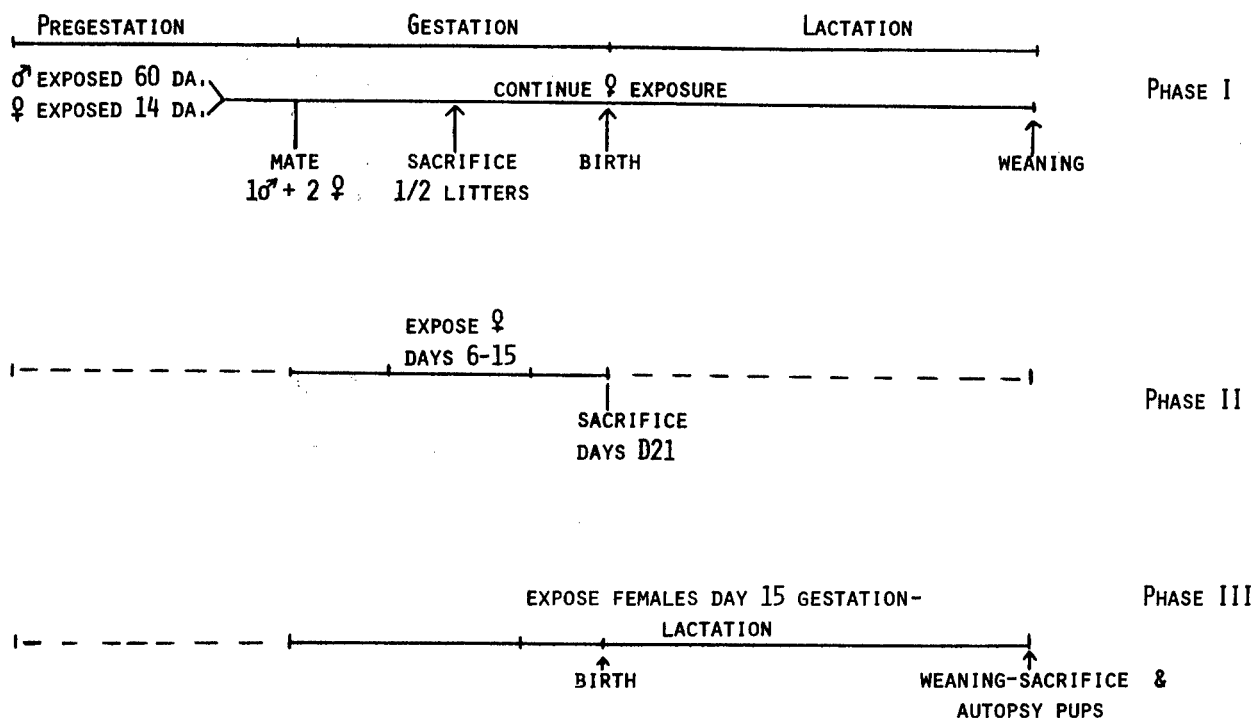 PREGESTATION GESTATION LACTATION
♂ EXPOSED 60 DA.
♀ EXPOSED 14 DA.
CONTINUE ♀ EXPOSURE
PHASE I
MATE
1♂ + 2 ♀
SACRIFICE
1/2 LITTERS
BIRTH
WEANING
EXPOSE ♀
DAYS 6-15
PHASE II
SACRIFICE
DAYS D21
EXPOSE FEMALES DAY 15 GESTATION-
LACTATION
PHASE III
BIRTH
WEANING-SACRIFICE &
AUTOPSY PUPS